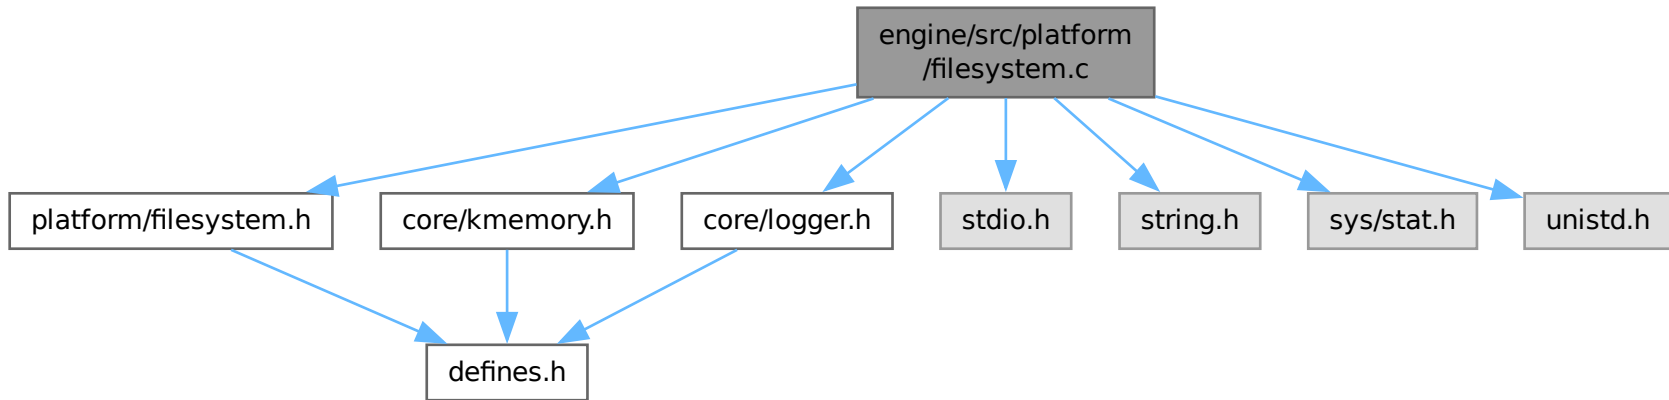 engine/src/platform
/filesystem.c
platform/filesystem.h
core/kmemory.h
core/logger.h
stdio.h
string.h
sys/stat.h
unistd.h
defines.h